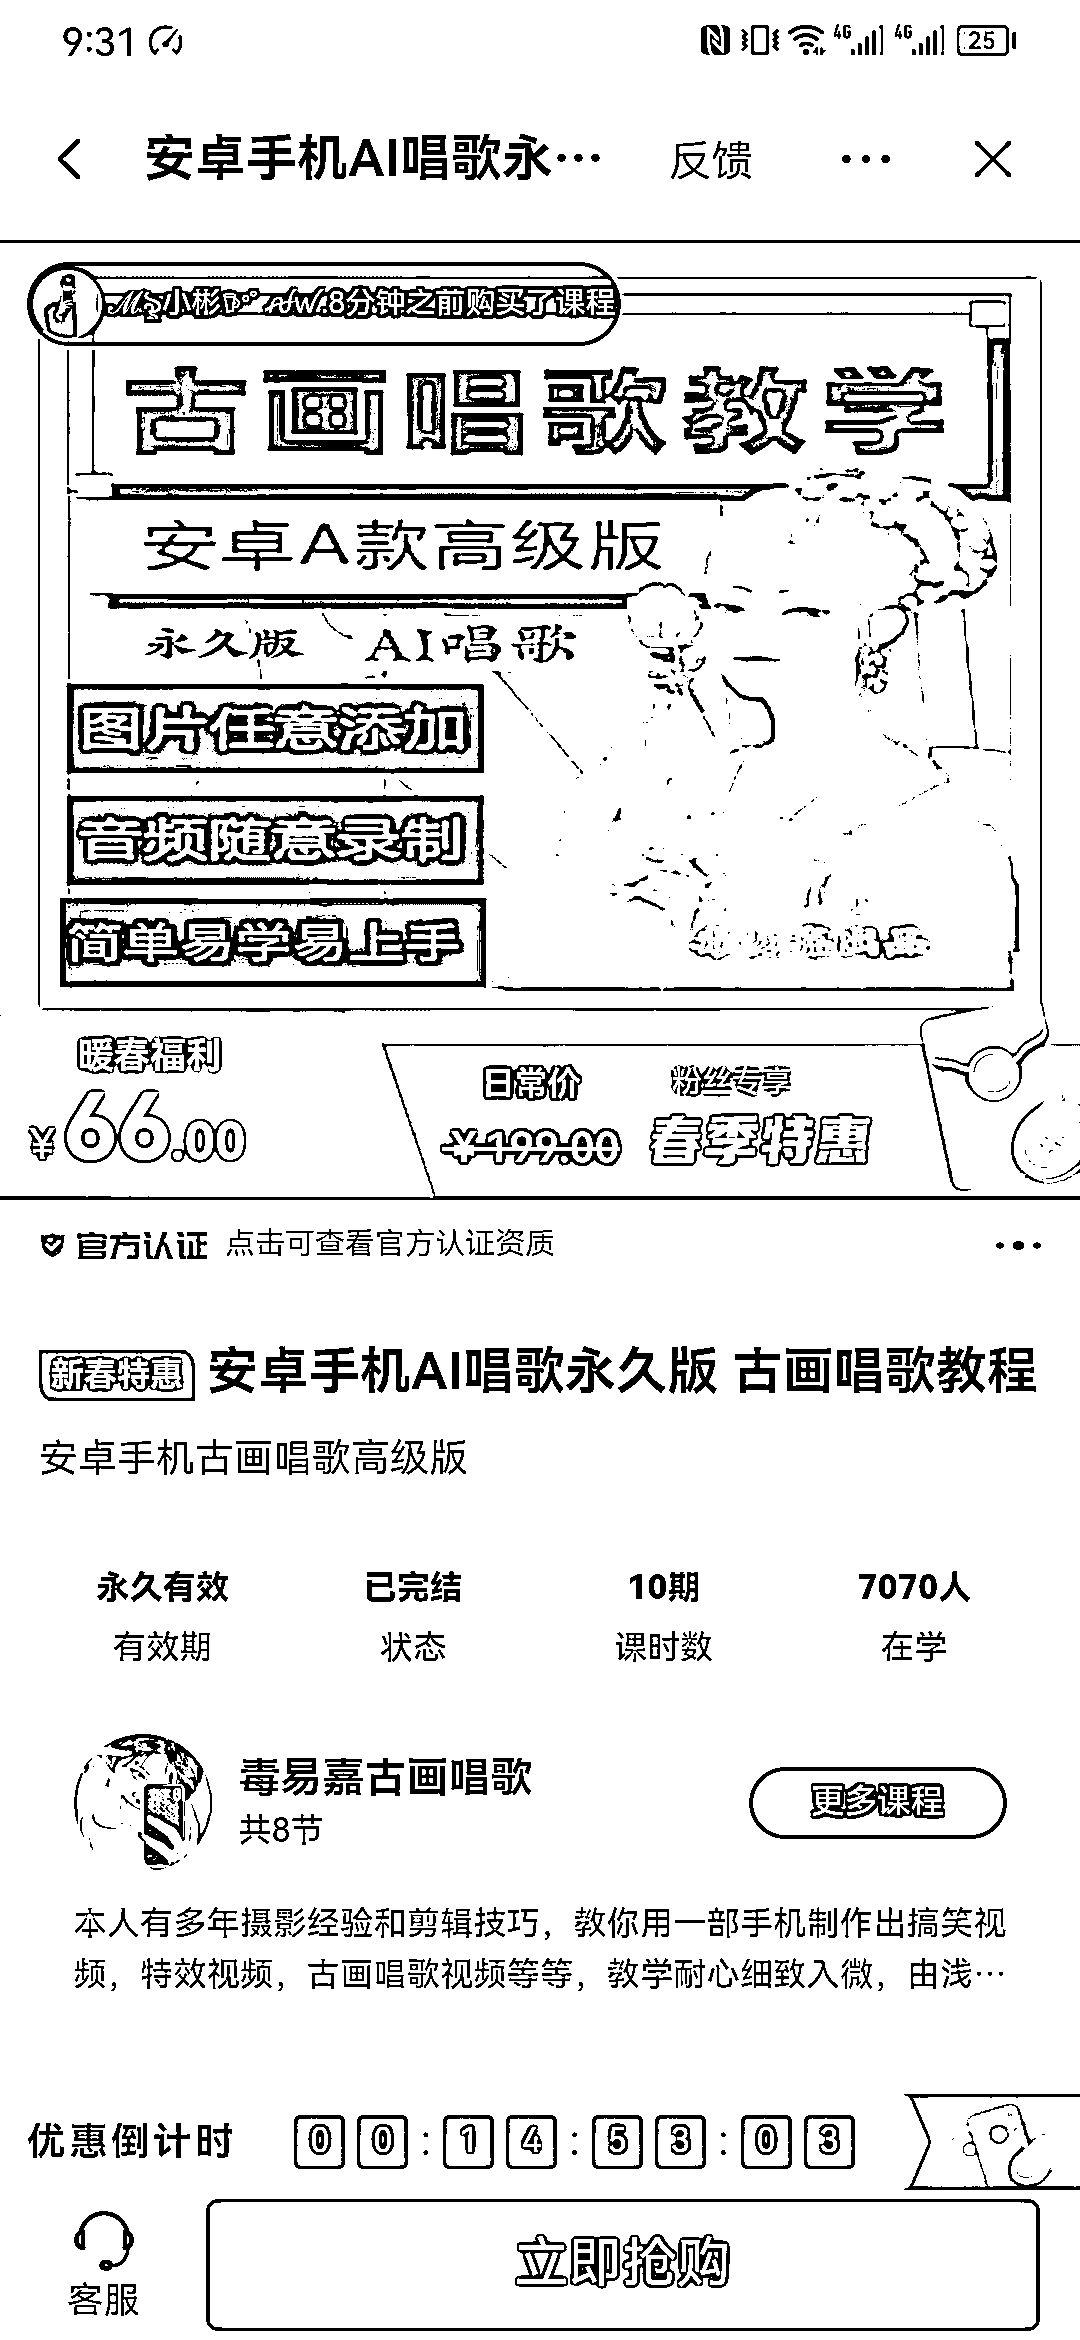 9:31
4G 4G 25
安卓手机AI唱歌永… 反馈
小彬 8分钟之前购买了课程
古画唱歌教学
安卓A款高级版
永久版 AI唱歌
图片任意添加
音频随意录制
简单易学易上手
暖春福利
¥66.00
日常价 粉丝专享
¥199.00 春季特惠
官方认证 点击可查看官方认证资质
新春特惠 安卓手机AI唱歌永久版 古画唱歌教程
安卓手机古画唱歌高级版
永久有效 已完结 10期 7070人
有效期 状态 课时数 在学
毒易嘉古画唱歌
共8节
更多课程
本人有多年摄影经验和剪辑技巧，教你用一部手机制作出搞笑视
频，特效视频，古画唱歌视频等等，教学耐心细致入微，由浅…
优惠倒计时 00:14:53:03
客服
立即抢购